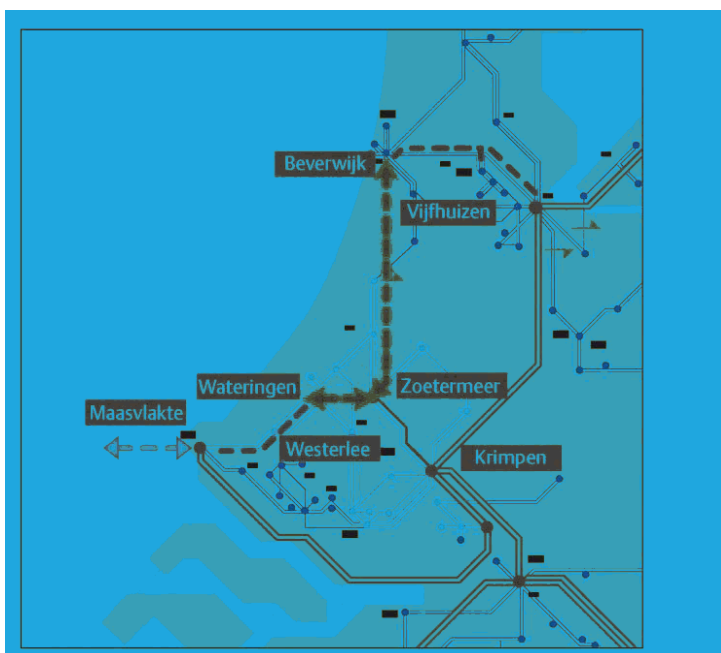 Beverwijk
Vijfhuizen
Wateringen
Zoetermeer
Maasvlakte
Westerlee
Krimpen